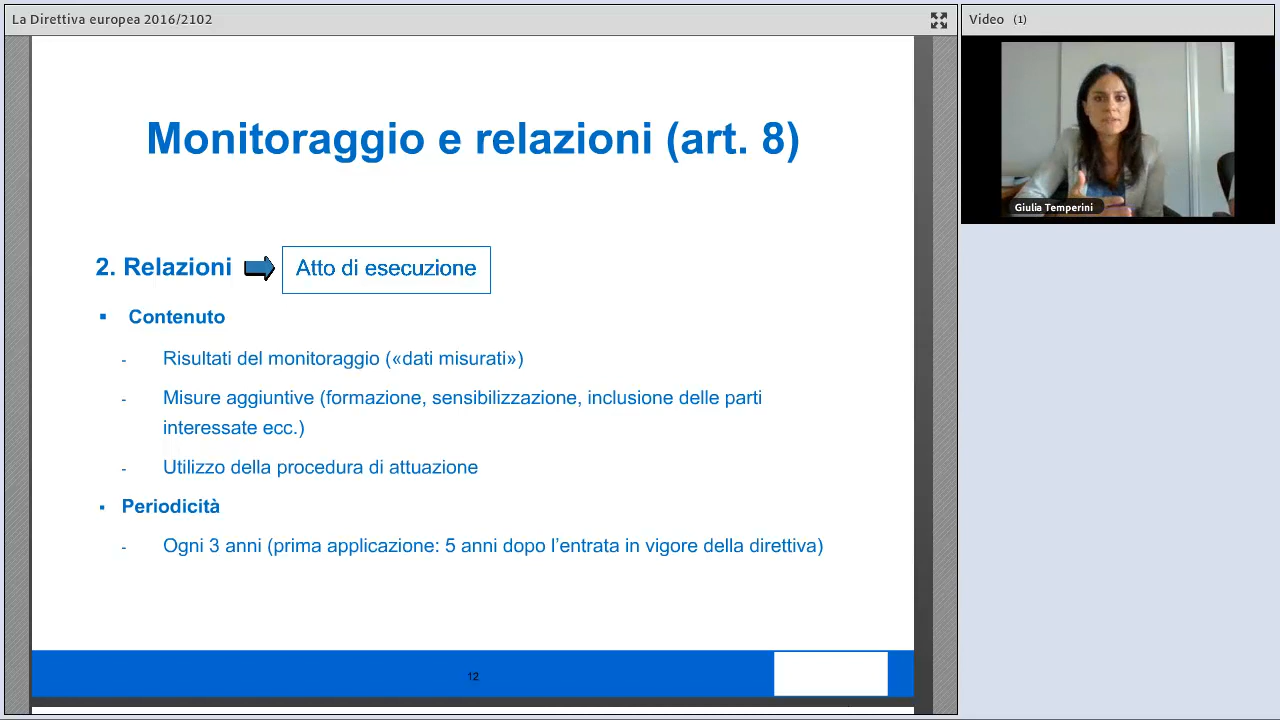 La Direttiva europea 2016/2102
Video (1)
Giulia Temperini
Monitoraggio e relazioni (art. 8)
2. Relazioni
Atto di esecuzione
▪ Contenuto
- Risultati del monitoraggio («dati misurati»)
- Misure aggiuntive (formazione, sensibilizzazione, inclusione delle parti
interessate ecc.)
- Utilizzo della procedura di attuazione
▪ Periodicità
- Ogni 3 anni (prima applicazione: 5 anni dopo l’entrata in vigore della direttiva)
12